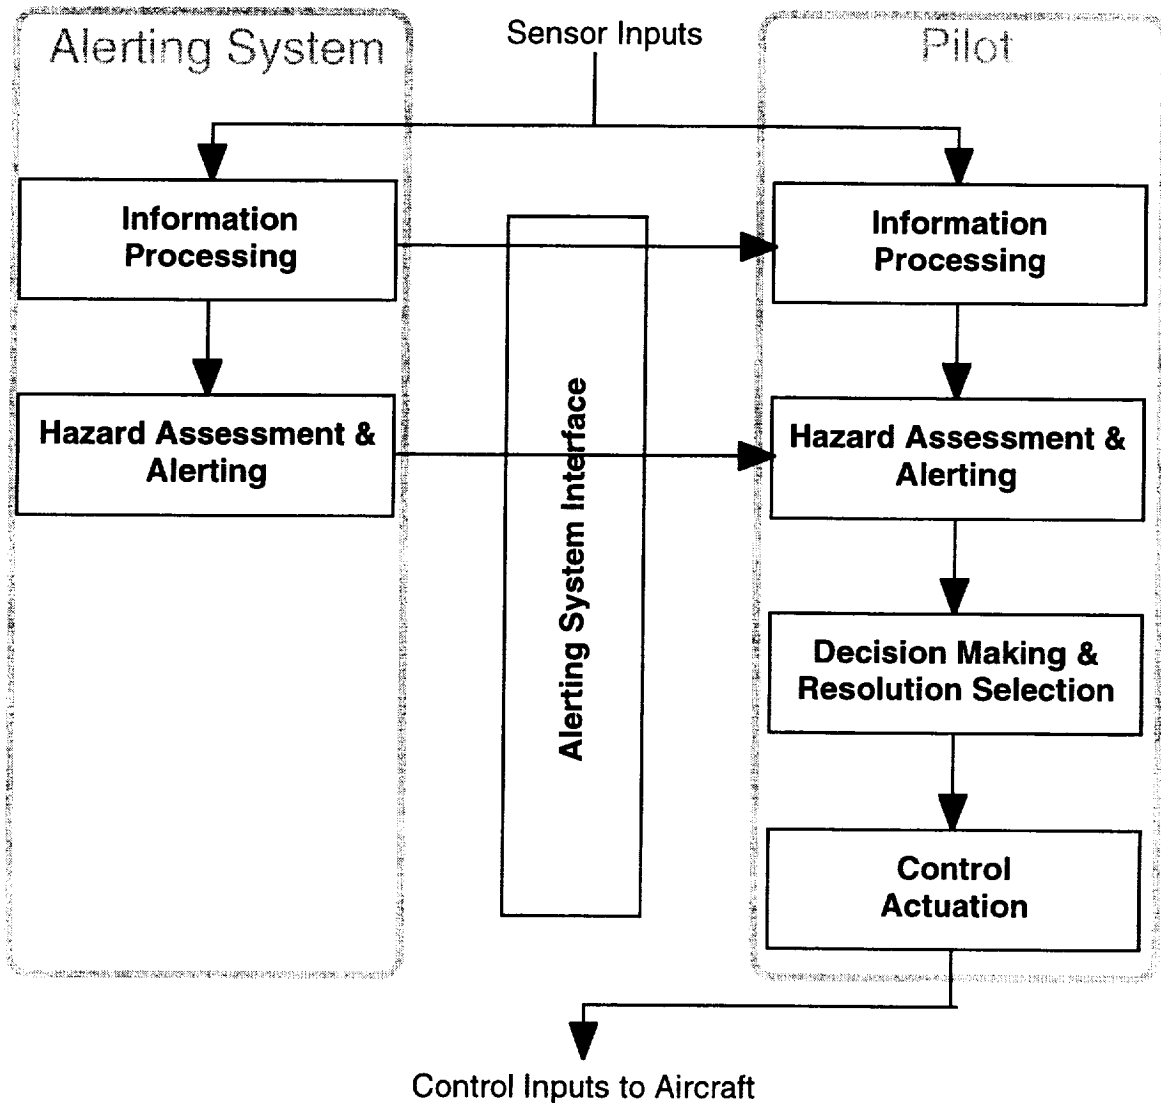 Alerting System
Sensor Inputs
Pilot
Information
Processing
Information
Processing
Hazard Assessment &
Alerting
Hazard Assessment &
Alerting
Alerting System Interface
Decision Making &
Resolution Selection
Control
Actuation
Control Inputs to Aircraft